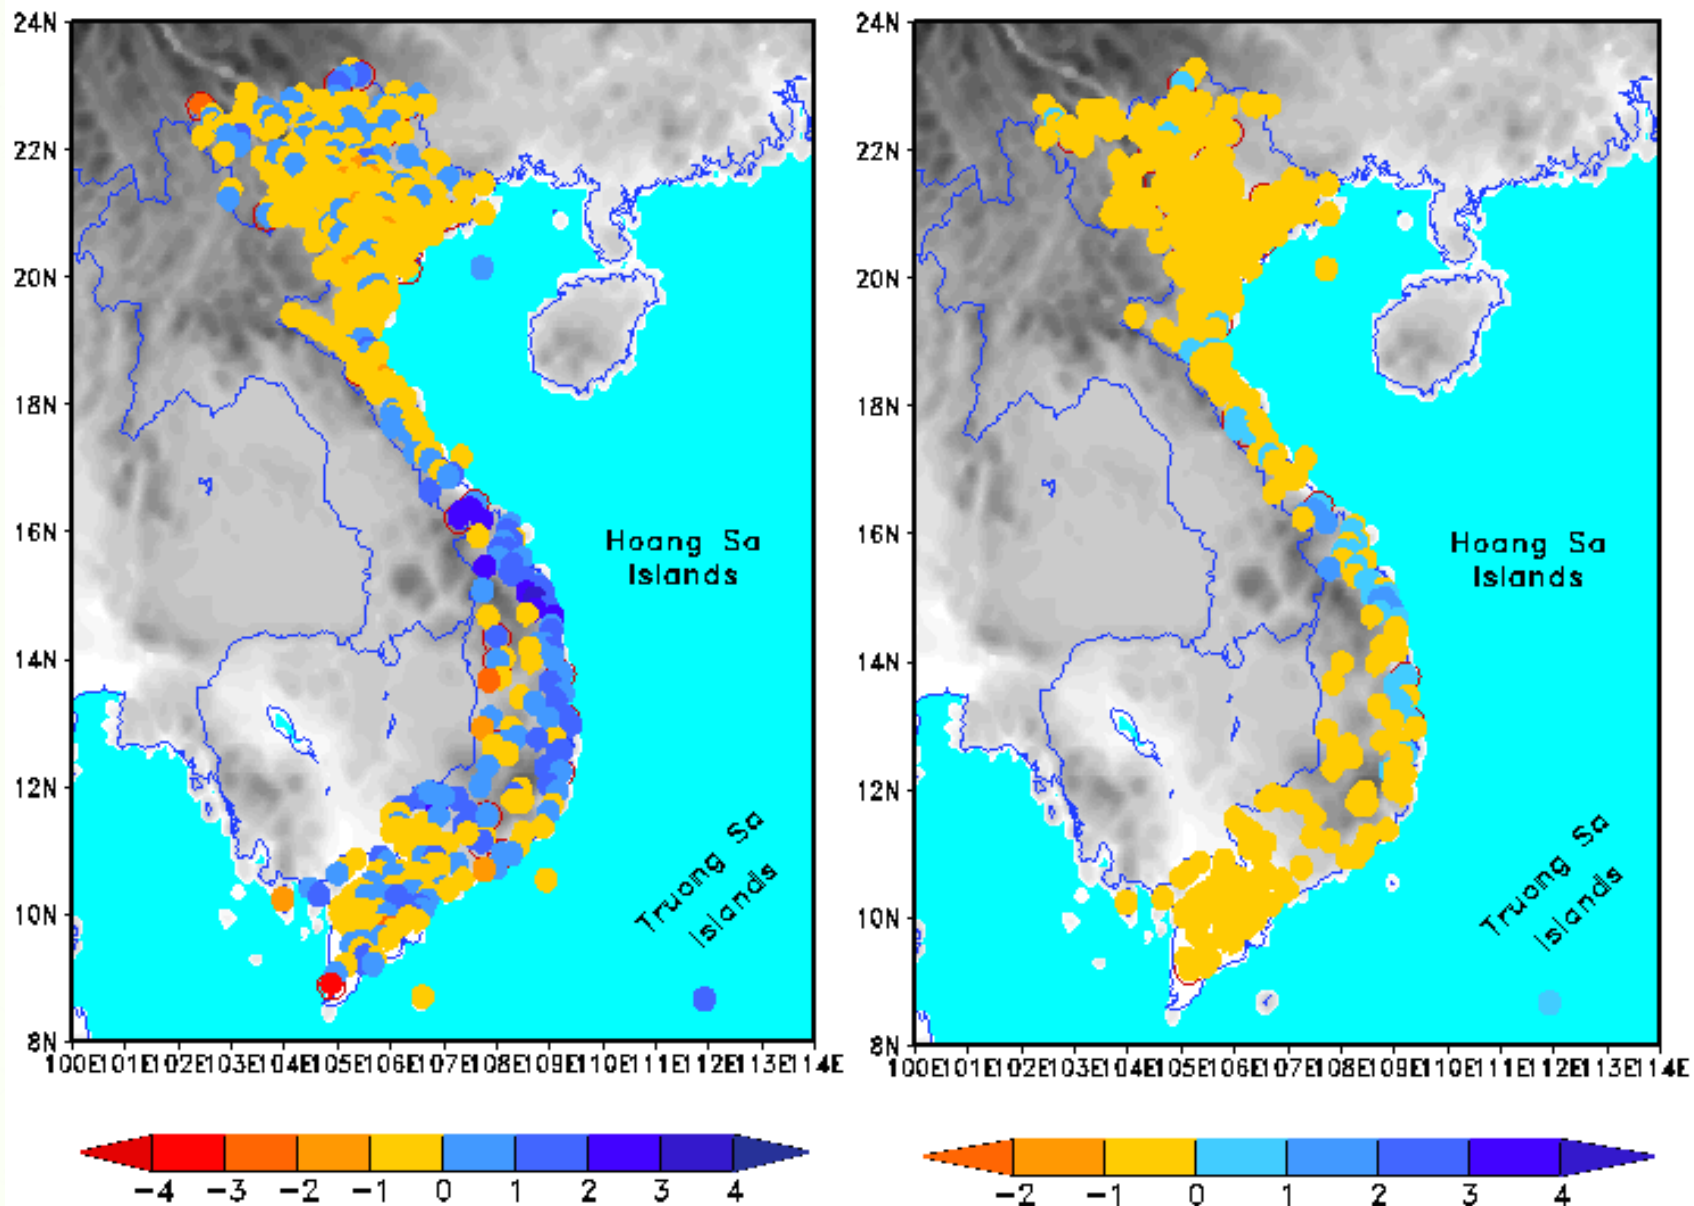 24N
22N
20N
18N
16N
14N
12N
10N
8N
100E101E102E103E104E105E106E107E108E109E110E111E112E113E114E
Hoang Sa
Islands
Truong Sa
Islands
-4 -3 -2 -1 0 1 2 3 4
24N
22N
20N
18N
16N
14N
12N
10N
8N
100E101E102E103E104E105E106E107E108E109E110E111E112E113E114E
Hoang Sa
Islands
Truong Sa
Islands
-2 -1 0 1 2 3 4